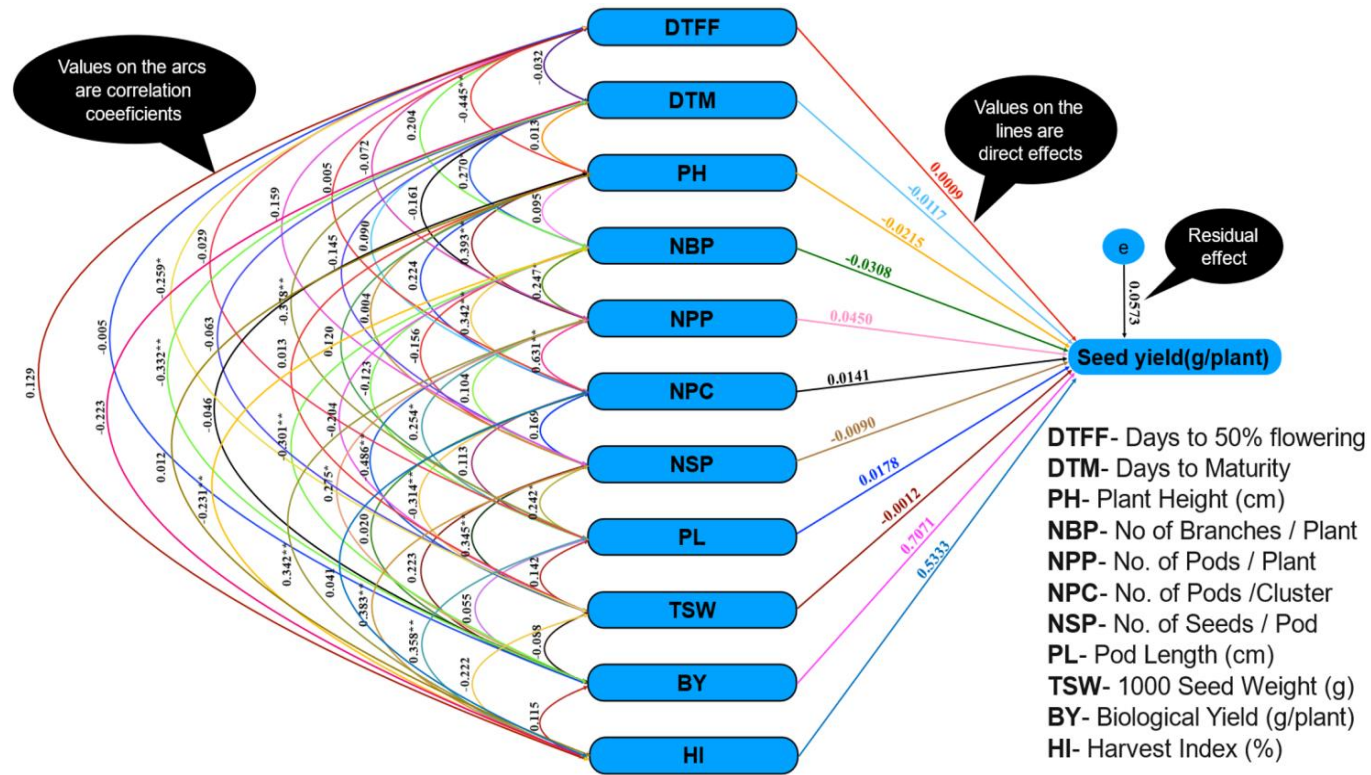 Values on the arcs
are correlation
coeeficients
DTFF
DTM
PH
NBP
NPP
NPC
NSP
PL
TSW
BY
HI
-0.032
0.013
0.095
0.247*
0.631**
0.169
0.242*
0.142
-0.088
0.115
-0.445**
0.270*
0.393**
0.342**
0.104
0.113
0.345**
0.055
-0.222
0.204
-0.161
0.224
-0.156
0.254*
-0.314**
0.223
0.358**
-0.072
0.090
0.004
-0.123
-0.486**
0.020
0.383**
0.005
-0.145
0.120
-0.204
0.275*
0.041
-0.159
-0.378**
0.013
-0.301**
0.342**
-0.029
-0.063
-0.046
-0.231**
-0.259*
-0.332**
0.012
-0.005
-0.223
0.129
Values on the
lines are
direct effects
0.0009
-0.0117
-0.0215
-0.0308
0.0450
0.0141
-0.0090
0.0178
-0.0012
0.7071
0.5333
e
Residual
effect
0.0573
Seed yield(g/plant)
DTFF- Days to 50% flowering
DTM- Days to Maturity
PH- Plant Height (cm)
NBP- No of Branches / Plant
NPP- No. of Pods / Plant
NPC- No. of Pods /Cluster
NSP- No. of Seeds / Pod
PL- Pod Length (cm)
TSW- 1000 Seed Weight (g)
BY- Biological Yield (g/plant)
HI- Harvest Index (%)